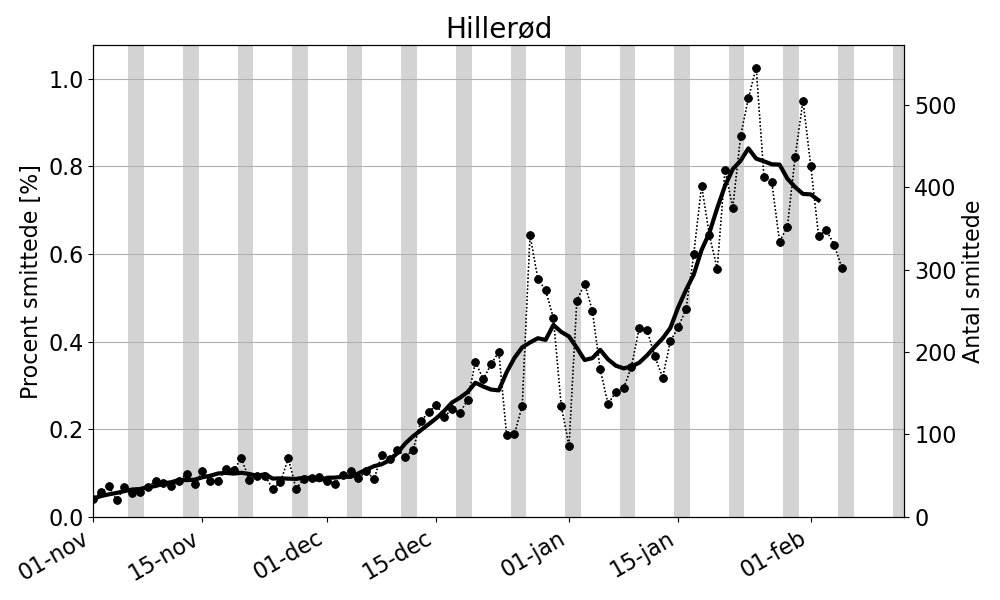 Hillerød
Procent smittede [%]
1.0
0.8
0.6
0.4
0.2
0.0
500
400
300
200
100
0
Antal smittede
01-nov
15-nov
01-dec
15-dec
01-jan
15-jan
01-feb